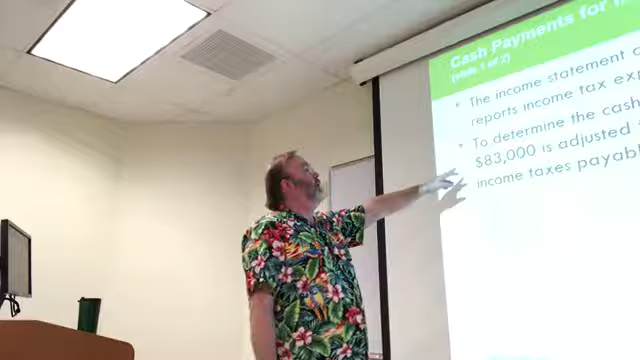 Cash Payments for
(slide 1 of 2)
• The income statement
reports income tax
• To determine the cash
$83,000 is adjusted
income taxes payabl